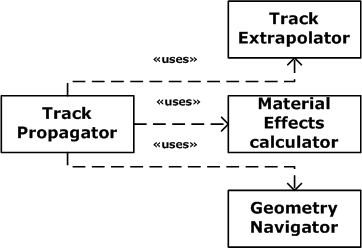 Track
Extrapolator
«uses»
Track
Propagator
«uses»
Material
Effects
calculator
«uses»
Geometry
Navigator